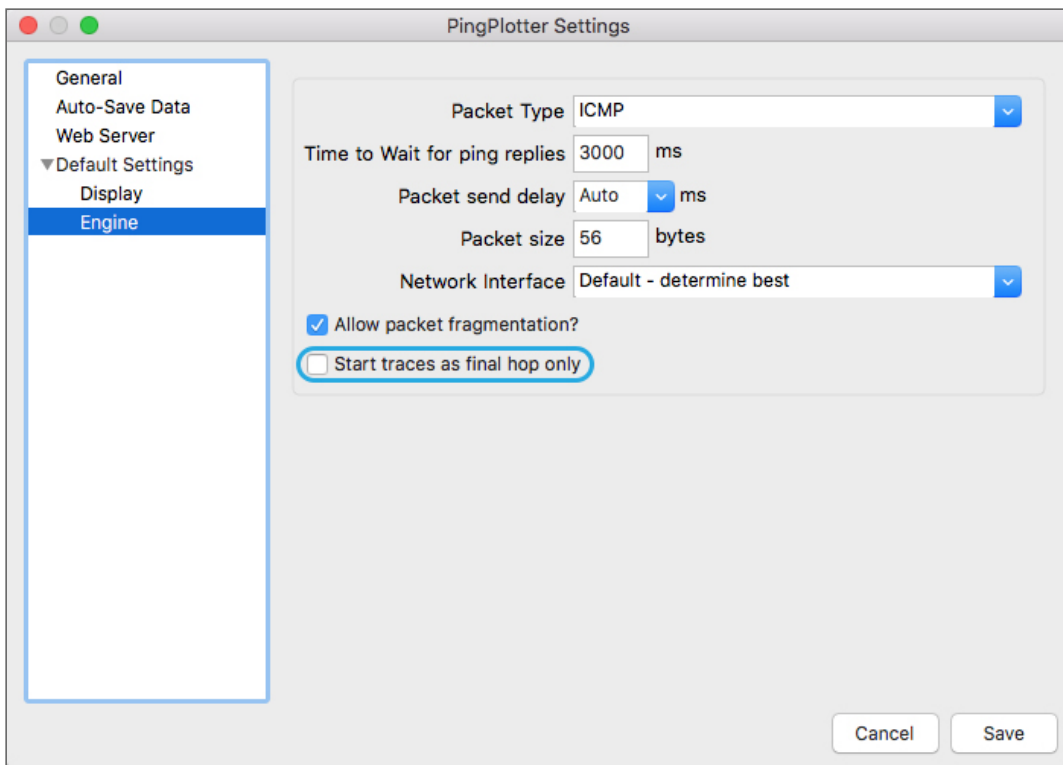 PingPlotter Settings
General
Auto-Save Data
Web Server
Default Settings
Display
Engine
Packet Type ICMP
Time to Wait for ping replies 3000 ms
Packet send delay Auto ms
Packet size 56 bytes
Network Interface Default - determine best
Allow packet fragmentation?
Start traces as final hop only
Cancel Save